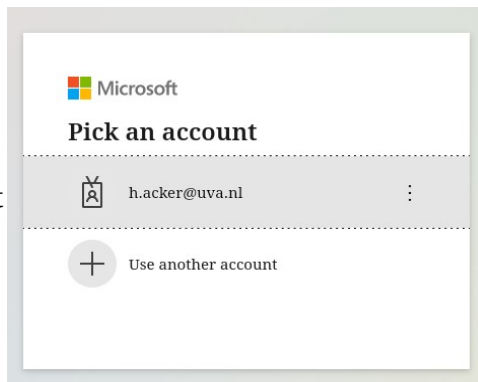 Microsoft
Pick an account
h.acker@uva.nl
Use another account